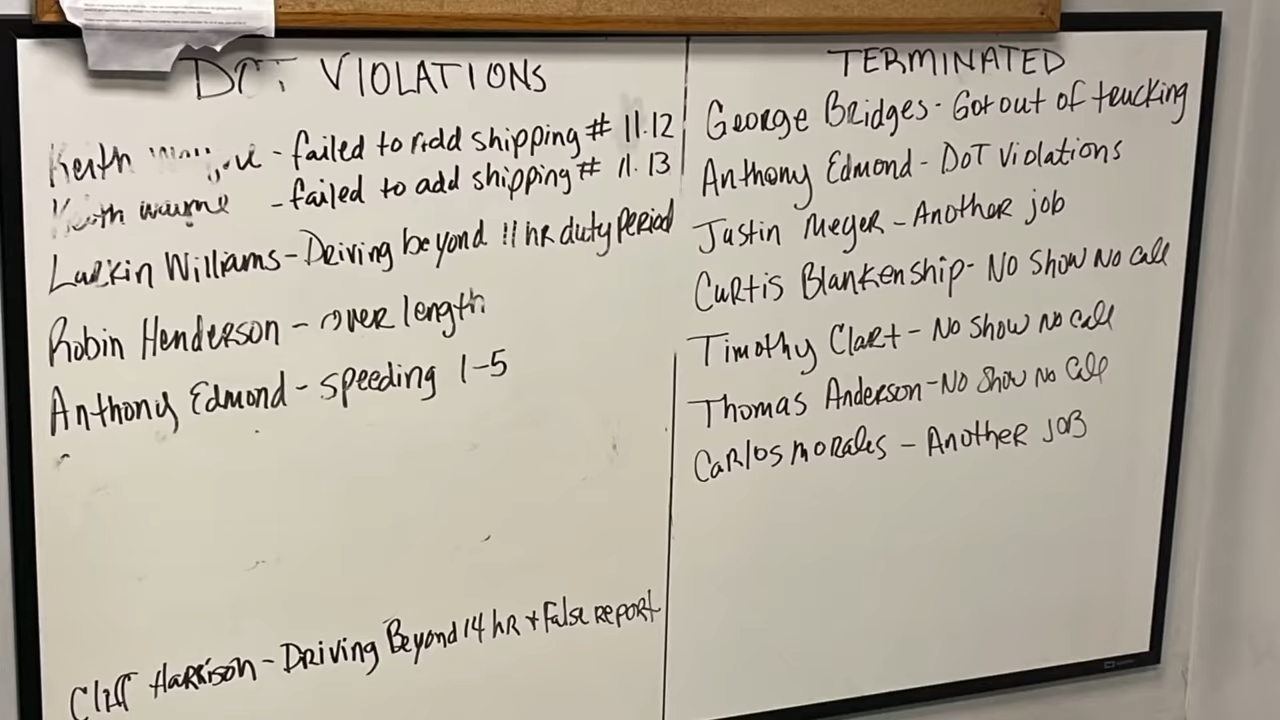 DOT VIOLATIONS
Keith Wayne - failed to add shipping # 11.12
Keith Wayne - failed to add shipping # 11.13
Larkin Williams - Driving beyond 11 hr duty Period
Robin Henderson - over length
Anthony Edmond - speeding 1-5
Cliff Harrison - Driving Beyond 14 hr + False Report
TERMINATED
George Bridges - Got out of trucking
Anthony Edmond - DoT Violations
Justin Meyer - Another job
Curtis Blankenship - No Show No Call
Timothy Clart - No Show No Call
Thomas Anderson - No Show No Call
Carlos Morales - Another JOB